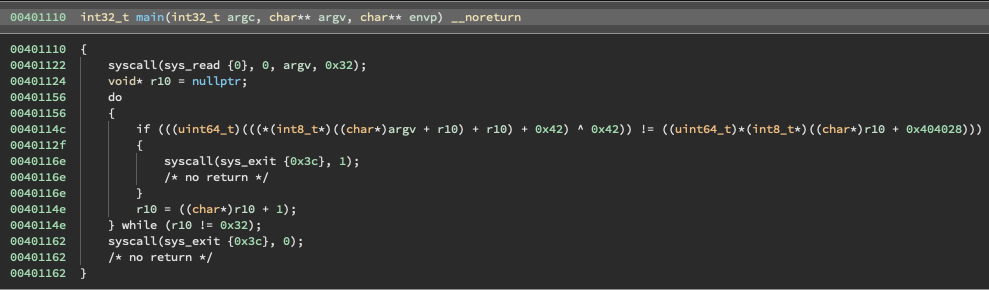 00401110 int32_t main(int32_t argc, char** argv, char** envp) __noreturn
00401110 {
00401122 syscall(sys_read {0}, 0, argv, 0x32);
00401124 void* r10 = nullptr;
00401156 do
00401156 {
0040114c if (((uint64_t)(((*(int8_t*)((char*)argv + r10) + r10) + 0x42) ^ 0x42)) != ((uint64_t)*(int8_t*)((char*)r10 + 0x404028)))
0040112f {
0040116e syscall(sys_exit {0x3c}, 1);
0040116e /* no return */
0040116e }
0040114e r10 = ((char*)r10 + 1);
0040114e } while (r10 != 0x32);
00401162 syscall(sys_exit {0x3c}, 0);
00401162 /* no return */
00401162 }